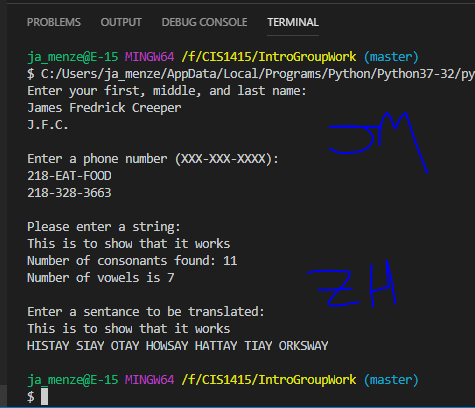 PROBLEMS OUTPUT DEBUG CONSOLE TERMINAL
ja_menze@E-15 MINGW64 /f/CIS1415/IntroGroupWork (master)
$ C:/Users/ja_menze/AppData/Local/Programs/Python/Python37-32/py
Enter your first, middle, and last name:
James Fredrick Creeper
J.F.C.
JM
Enter a phone number (XXX-XXX-XXXX):
218-EAT-FOOD
218-328-3663
Please enter a string:
This is to show that it works
Number of consonants found: 11
Number of vowels is 7
ZH
Enter a sentance to be translated:
This is to show that it works
HISTAY SIAY OTAY HOWSAY HATTAY TIAY ORKSWAY
ja_menze@E-15 MINGW64 /f/CIS1415/IntroGroupWork (master)
$